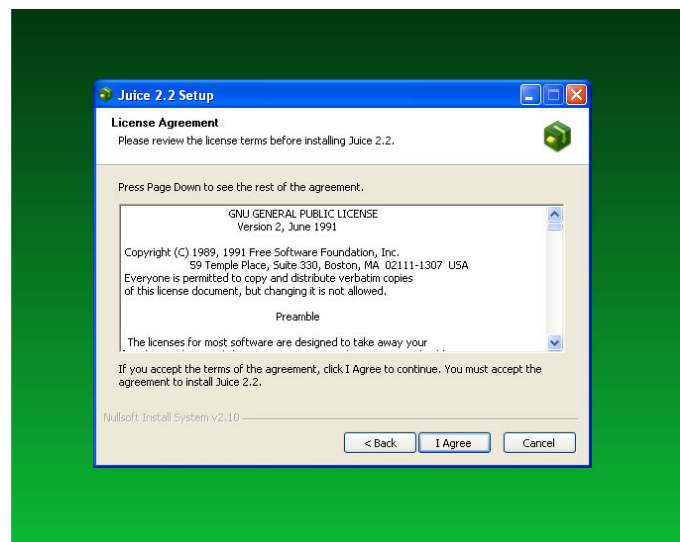 Juice 2.2 Setup
License Agreement
Please review the license terms before installing Juice 2.2.
Press Page Down to see the rest of the agreement.
GNU GENERAL PUBLIC LICENSE
Version 2, June 1991
Copyright (C) 1989, 1991 Free Software Foundation, Inc.
59 Temple Place, Suite 330, Boston, MA 02111-1307 USA
Everyone is permitted to copy and distribute verbatim copies
of this license document, but changing it is not allowed.
Preamble
The licenses for most software are designed to take away your
If you accept the terms of the agreement, click I Agree to continue. You must accept the
agreement to install Juice 2.2.
Nullsoft Install System v2.10
< Back I Agree Cancel